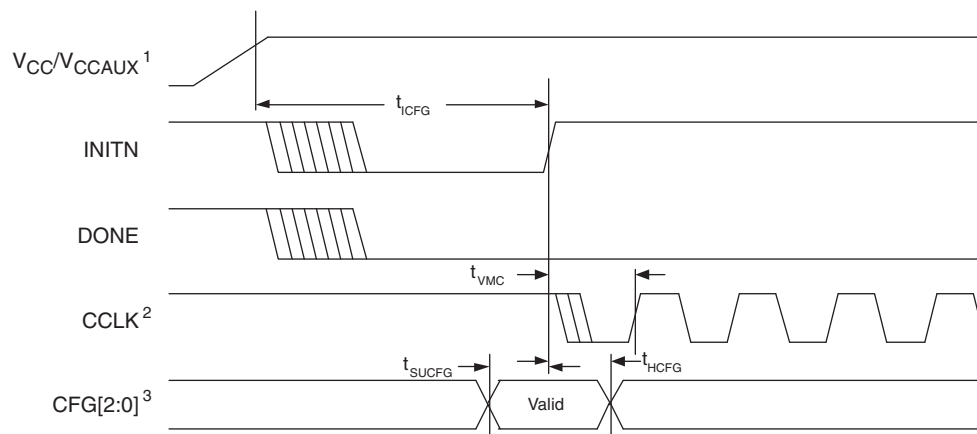 VCC/VCCAUX 1
tICFG
INITN
DONE
tVMC
CCLK 2
tSUCFG
tHCFG
CFG[2:0] 3
Valid